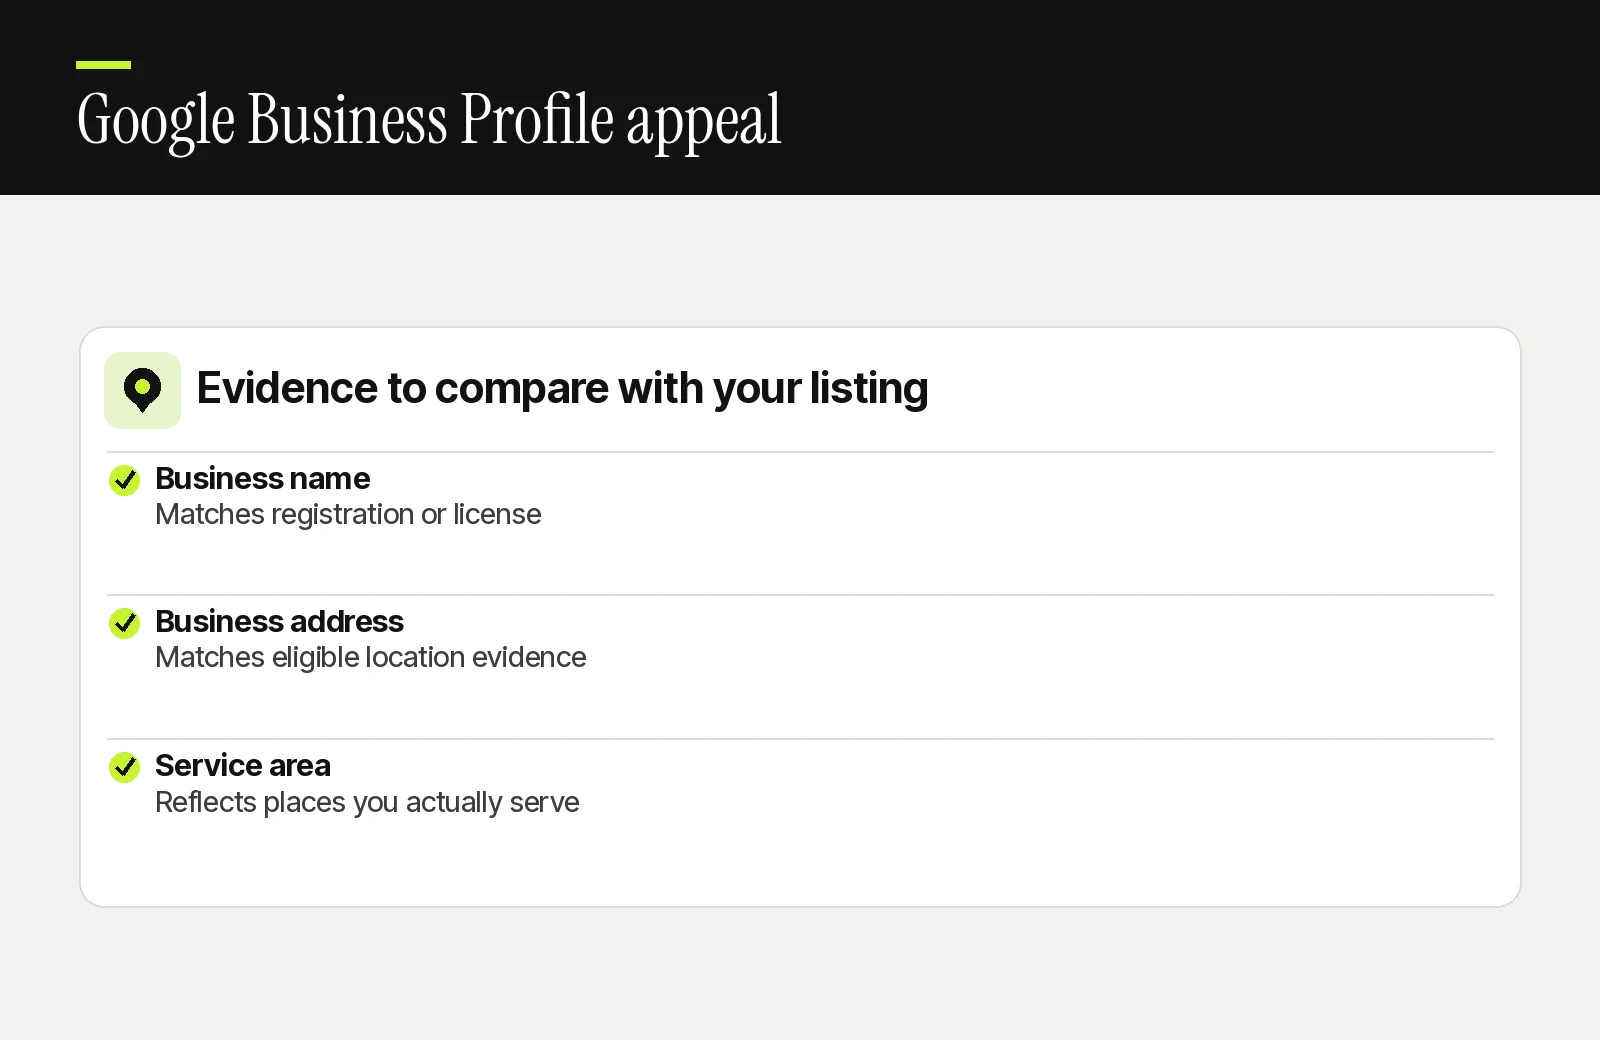 Google Business Profile appeal
Evidence to compare with your listing
Business name
Matches registration or license
Business address
Matches eligible location evidence
Service area
Reflects places you actually serve